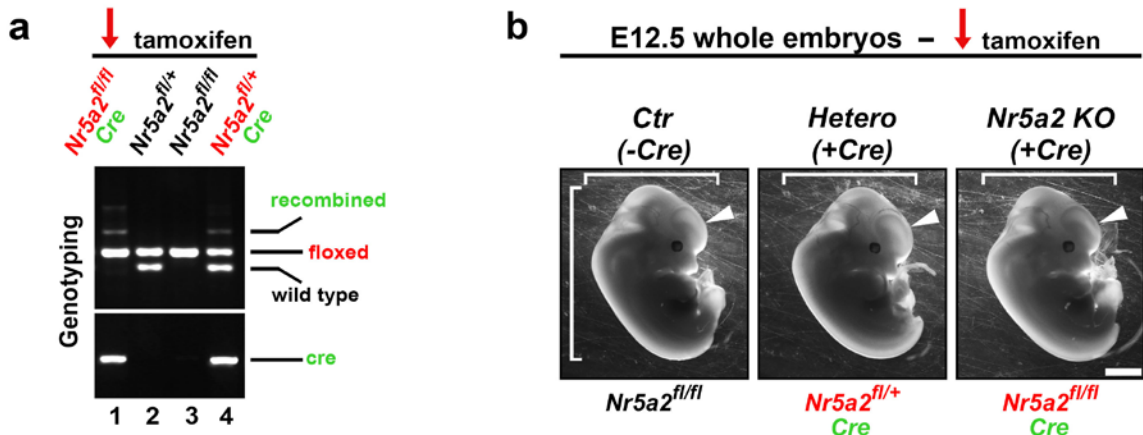 a
tamoxifen
Nr5a2fl/fl
Cre
Nr5a2fl/+
Nr5a2fl/fl
Nr5a2fl/+
Cre
Genotyping
recombined
floxed
wild type
cre
1 2 3 4
b
E12.5 whole embryos – tamoxifen
Ctr
(-Cre)
Hetero
(+Cre)
Nr5a2 KO
(+Cre)
Nr5a2fl/fl
Nr5a2fl/+
Cre
Nr5a2fl/fl
Cre